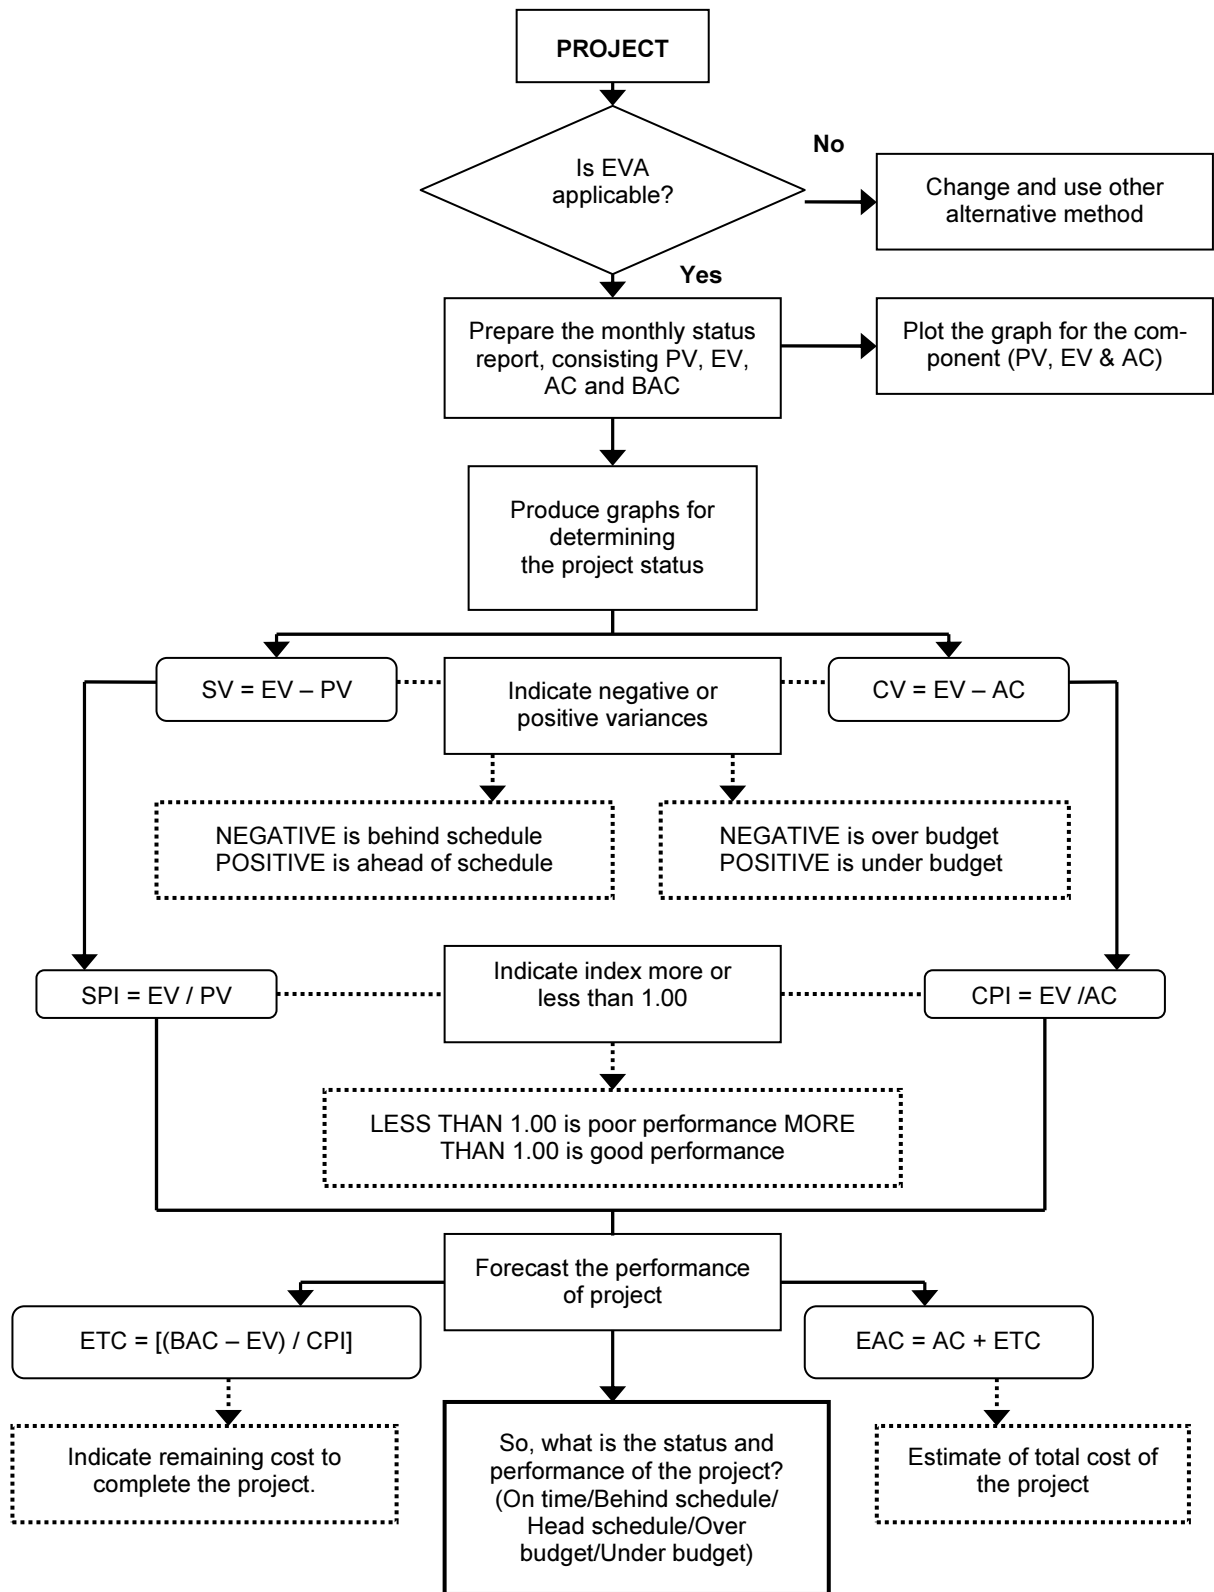 PROJECT
Is EVA
applicable?
No
Change and use other
alternative method
Yes
Prepare the monthly status
report, consisting PV, EV,
AC and BAC
Plot the graph for the com-
ponent (PV, EV & AC)
Produce graphs for
determining
the project status
SV = EV – PV
Indicate negative or
positive variances
CV = EV – AC
NEGATIVE is behind schedule
POSITIVE is ahead of schedule
NEGATIVE is over budget
POSITIVE is under budget
SPI = EV / PV
Indicate index more or
less than 1.00
CPI = EV /AC
LESS THAN 1.00 is poor performance MORE
THAN 1.00 is good performance
Forecast the performance
of project
ETC = [(BAC – EV) / CPI]
EAC = AC + ETC
Indicate remaining cost to
complete the project.
So, what is the status and
performance of the project?
(On time/Behind schedule/
Head schedule/Over
budget/Under budget)
Estimate of total cost of
the project